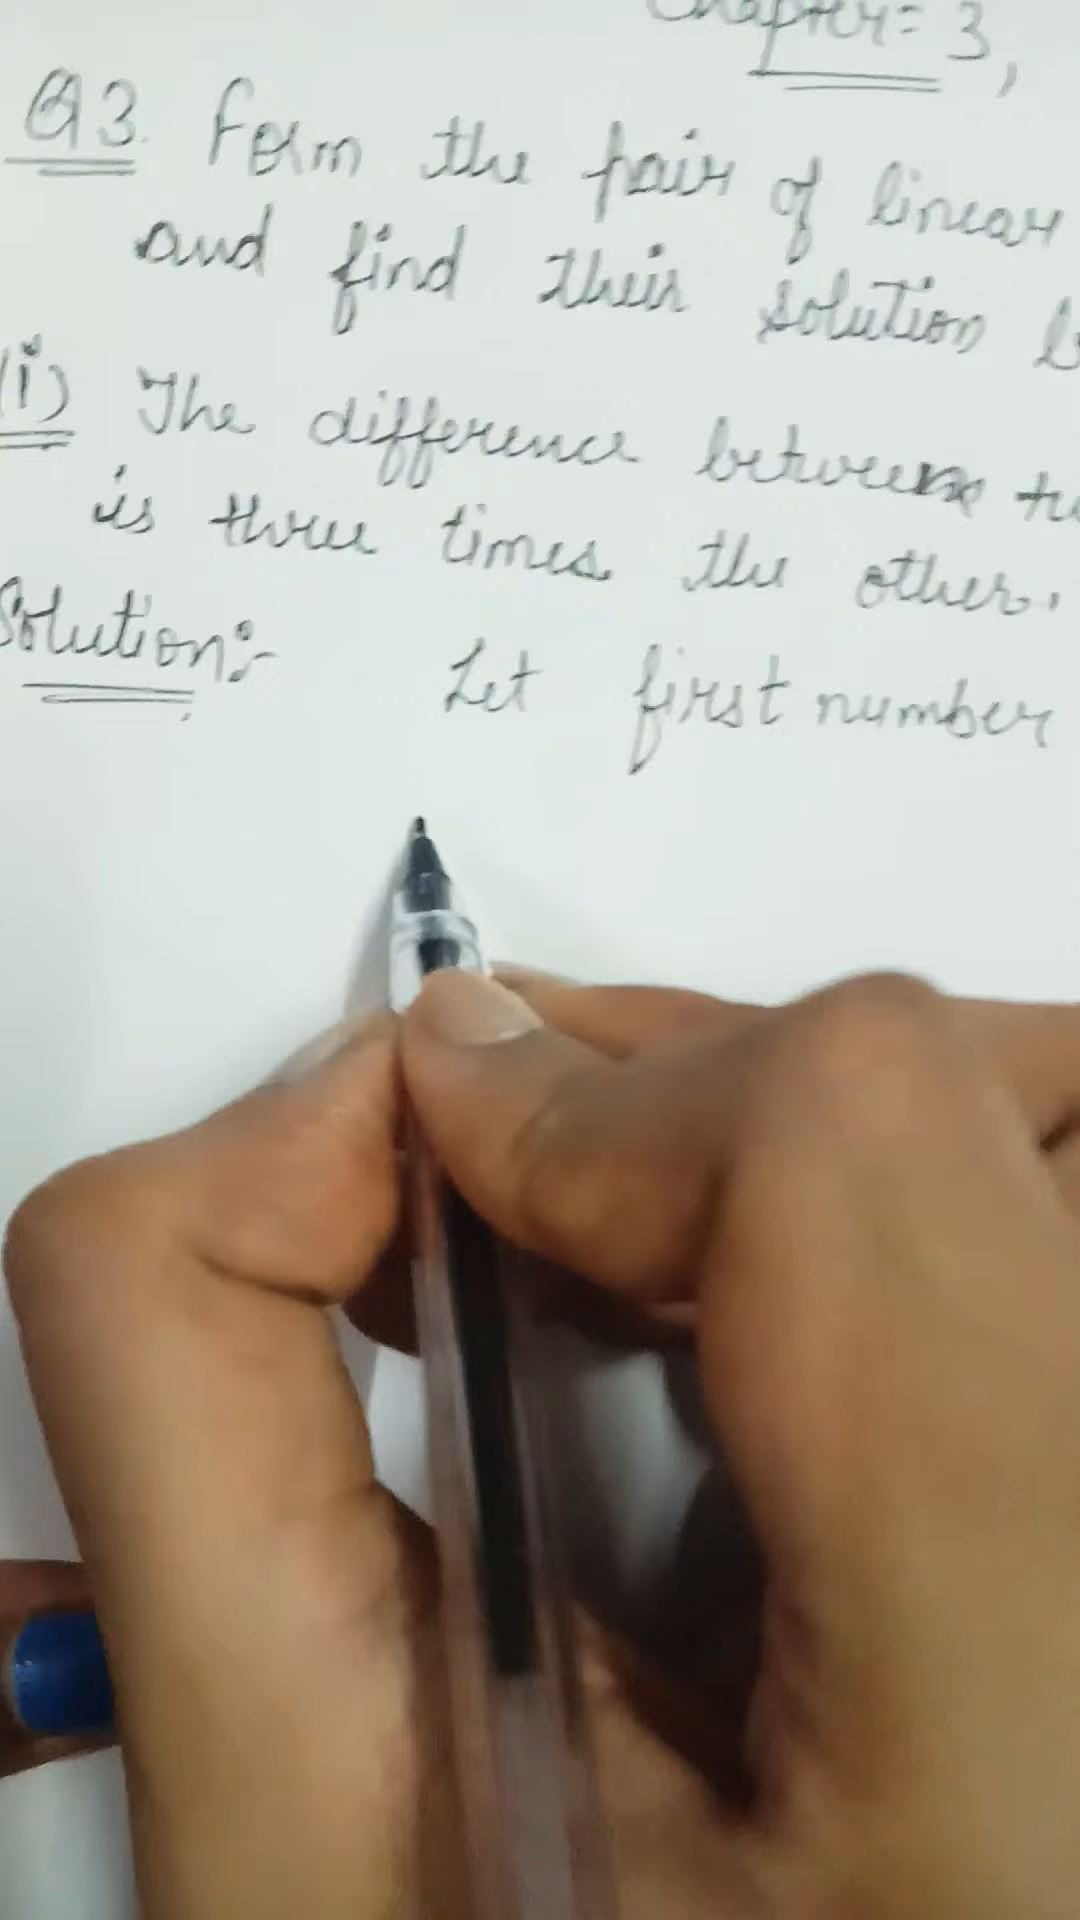 Chapter = 3,
Q3. Form the pair of linear
and find their solution
(i) The difference between
is three times the other.
Solution:- Let first number